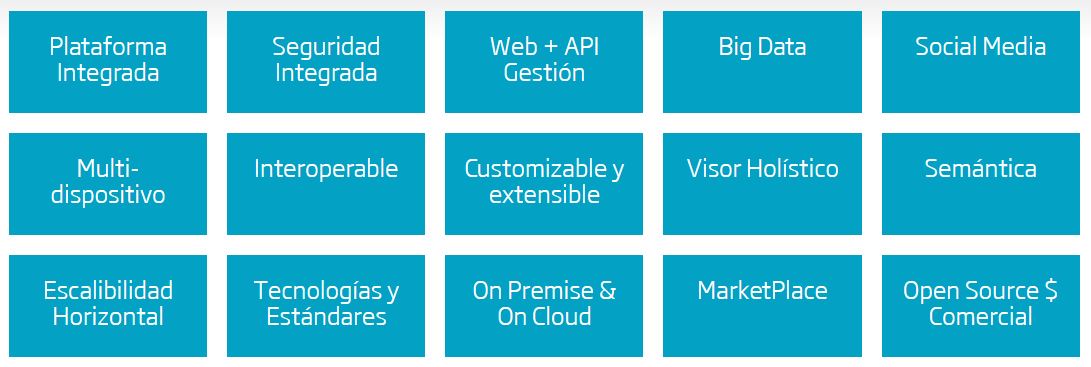 Plataforma
Integrada
Seguridad
Integrada
Web + API
Gestión
Big Data
Social Media
Multi-
dispositivo
Interoperable
Customizable y
extensible
Visor Holístico
Semántica
Escalibilidad
Horizontal
Tecnologías y
Estándares
On Premise &
On Cloud
MarketPlace
Open Source $
Comercial